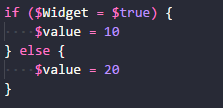 if ($Widget = $true) {
    $value = 10
} else {
    $value = 20
}